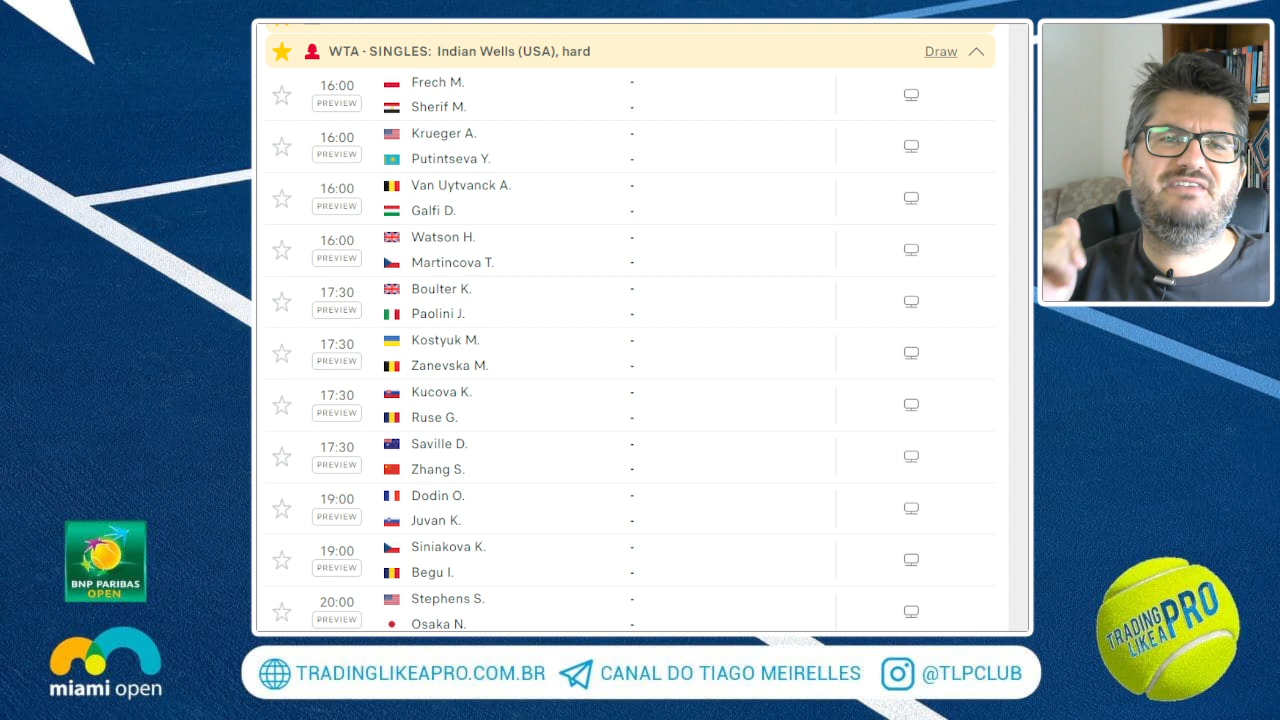 WTA - SINGLES: Indian Wells (USA), hard
Draw
16:00
PREVIEW
Frech M. -
Sherif M. -
16:00
PREVIEW
Krueger A. -
Putintseva Y. -
16:00
PREVIEW
Van Uytvanck A. -
Galfi D. -
16:00
PREVIEW
Watson H. -
Martincova T. -
17:30
PREVIEW
Boulter K. -
Paolini J. -
17:30
PREVIEW
Kostyuk M. -
Zanevska M. -
17:30
PREVIEW
Kucova K. -
Ruse G. -
17:30
PREVIEW
Saville D. -
Zhang S. -
19:00
PREVIEW
Dodin O. -
Juvan K. -
19:00
PREVIEW
Siniakova K. -
Begu I. -
20:00
PREVIEW
Stephens S. -
Osaka N. -
BNP PARIBAS
OPEN
miami open
TRADINGLIKEAPRO.COM.BR
CANAL DO TIAGO MEIRELLES
@TLPCLUB
TRADING
LIKE A
PRO